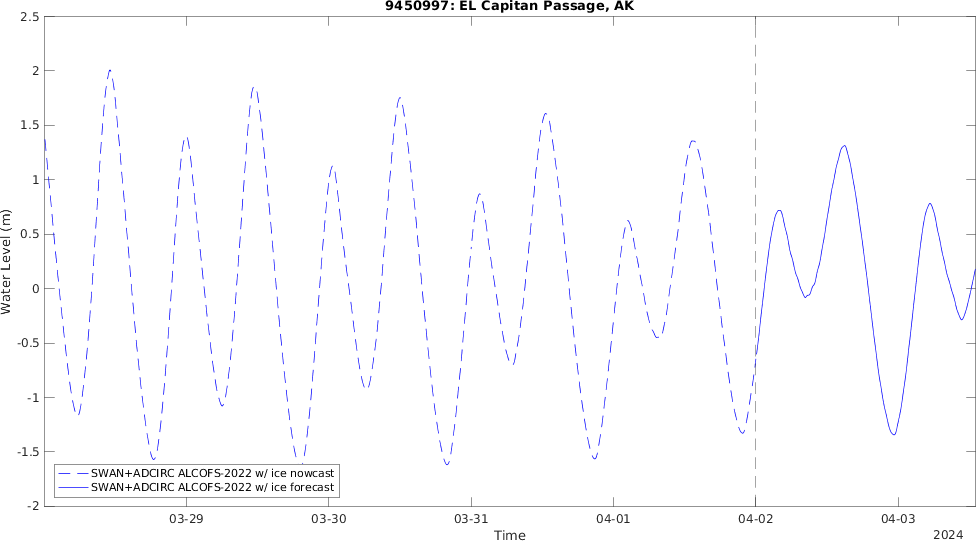 9450997: EL Capitan Passage, AK
2.5
2
1.5
1
0.5
0
-0.5
-1
-1.5
-2
Water Level (m)
SWAN+ADCIRC ALCOFS-2022 w/ ice nowcast
SWAN+ADCIRC ALCOFS-2022 w/ ice forecast
03-29 03-30 03-31 04-01 04-02 04-03
Time
2024